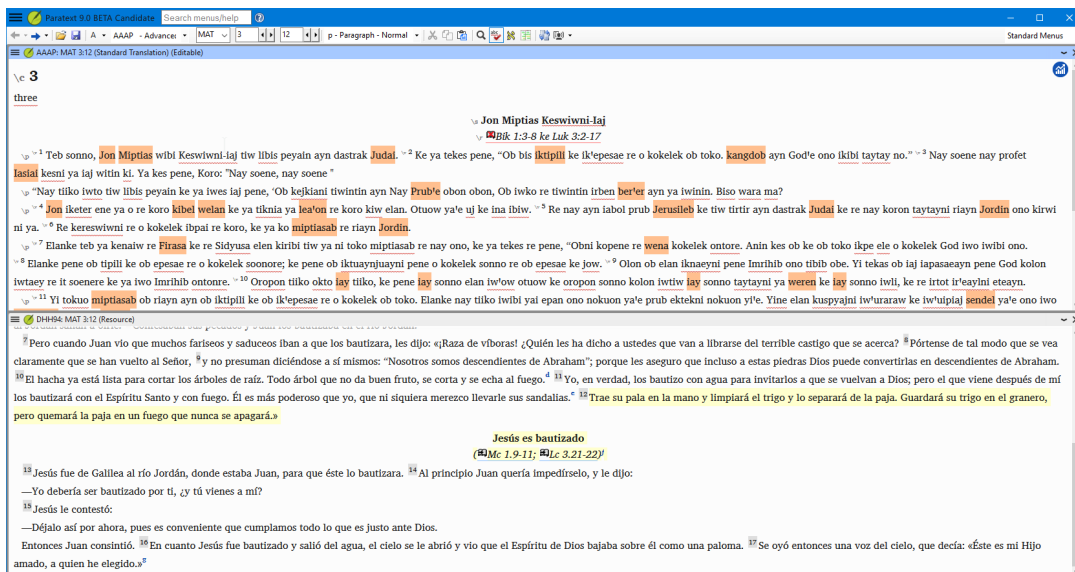 Paratext 9.0 BETA Candidate Search menus/help
A AAAP - Advance: MAT 3 12 p - Paragraph - Normal Standard Menus
AAAP: MAT 3:12 (Standard Translation) (Editable)
\c 3
three
\s Jon Miptias Keswiwni-Iaj
\r Bik 1:3-8 ke Luk 3:2-17
\p \v 1 Teb sonno, Jon Miptias wibi Keswiwni-iaj tiw libis peyain ayn dastrak Judai. \v 2 Ke ya tekes pene, “Ob bis iktipili ke ikꞌepesae re o kokelek ob toko. kangdob ayn Godꞌe ono ikibi taytay no.” \v 3 Nay soene nay profet
Iasiai kesni ya iaj witin ki. Ya kes pene, Koro: "Nay soene, nay soene "
\p “Nay tiiko iwto tiw libis peyein ke ya iwes iaj pene, ‘Ob kejkiani tiwintin ayn Nay Prubꞌe obon obon, Ob iwko re tiwintin irben berꞌer ayn ya iwinin. Biso wara ma?
\p \v 4 Jon iketer ene ya o re koro kibel welan ke ya tiknia ya leaꞌon re koro kiw elan. Otuow yaꞌe uj ke ina ibiw. \v 5 Re nay ayn iabol prub Jerusileb ke tiw tirtir ayn dastrak Judai ke re nay koron taytayni riayn Jordin ono kirwi
ni ya. \v 6 Re kereswiwni re o kokelek ibpai re koro, ke ya ko miptiasab re riayn Jordin.
\p \v 7 Elanke teb ya kenaiw re Firasa ke re Sidyusa elen kiribi tiw ya ni toko miptiasab re nay ono, ke ya tekes re pene, “Obni kopene re wena kokelek ontore. Anin kes ob ke ob toko ikpe ele o kokelek God iwo iwibi ono.
\v 8 Elanke pene ob tipili ke ob epesae re o kokelek soonore; ke pene ob iktuaynjuayni pene o kokelek sonno re ob epesae ke jow. \v 9 Olon ob elan iknaeyni pene Imrihib ono tibib obe. Yi tekas ob iaj iapasaeayn pene God kolon
iwtaey re it soenere ke ya iwo Imrihib ontonre. \v 10 Oropon tiiko okto iay tiiko, ke pene iay sonno elan iwꞌow otuow ke oropon sonno kolon iwtiw iay sonno taytayni ya weren ke iay sonno iwli, ke re irtot irꞌeaylni eteayn.
\p \v 11 Yi tokuo miptiasab ob riayn ayn ob iktipili ke ob ikꞌepesae re o kokelek ob toko. Elanke nay tiiko iwibi yai epan ono nokuon yaꞌe prub ektekni nokuon yiꞌe. Yine elan kuspyajni iwꞌuraraw ke iwꞌuipiaj sendel yaꞌe ono iwo
DHH94: MAT 3:12 (Resource)
7 Pero cuando Juan vio que muchos fariseos y saduceos iban a que los bautizara, les dijo: «¡Raza de víboras! ¿Quién les ha dicho a ustedes que van a librarse del terrible castigo que se acerca? 8 Pórtense de tal modo que se vea
claramente que se han vuelto al Señor, 9 y no presuman diciéndose a sí mismos: “Nosotros somos descendientes de Abraham”; porque les aseguro que incluso a estas piedras Dios puede convertirlas en descendientes de Abraham.
10 El hacha ya está lista para cortar los árboles de raíz. Todo árbol que no da buen fruto, se corta y se echa al fuego. d 11 Yo, en verdad, los bautizo con agua para invitarlos a que se vuelvan a Dios; pero el que viene después de mí
los bautizará con el Espíritu Santo y con fuego. Él es más poderoso que yo, que ni siquiera merezco llevarle sus sandalias. e 12 Trae su pala en la mano y limpiará el trigo y lo separará de la paja. Guardará su trigo en el granero,
pero quemará la paja en un fuego que nunca se apagará.»
Jesús es bautizado
(Mc 1.9-11; Lc 3.21-22) f
13 Jesús fue de Galilea al río Jordán, donde estaba Juan, para que éste lo bautizara. 14 Al principio Juan quería impedírselo, y le dijo:
—Yo debería ser bautizado por ti, ¿y tú vienes a mí?
15 Jesús le contestó:
—Déjalo así por ahora, pues es conveniente que cumplamos todo lo que es justo ante Dios.
Entonces Juan consintió. 16 En cuanto Jesús fue bautizado y salió del agua, el cielo se le abrió y vio que el Espíritu de Dios bajaba sobre él como una paloma. 17 Se oyó entonces una voz del cielo, que decía: «Éste es mi Hijo
amado, a quien he elegido.» g